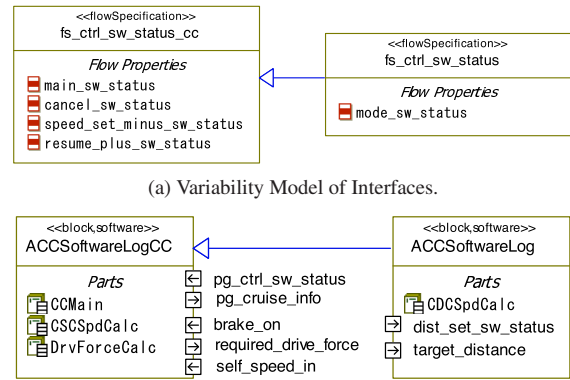 <<flowSpecification>>
fs_ctrl_sw_status_cc
Flow Properties
main_sw_status
cancel_sw_status
speed_set_minus_sw_status
resume_plus_sw_status
<<flowSpecification>>
fs_ctrl_sw_status
Flow Properties
mode_sw_status
(a) Variability Model of Interfaces.
<<block,software>>
ACCSoftwareLogCC
Parts
CCMain
CSCSpdCalc
DrvForceCalc
pg_ctrl_sw_status
pg_cruise_info
brake_on
required_drive_force
self_speed_in
<<block,software>>
ACCSoftwareLog
Parts
CDCSpdCalc
dist_set_sw_status
target_distance